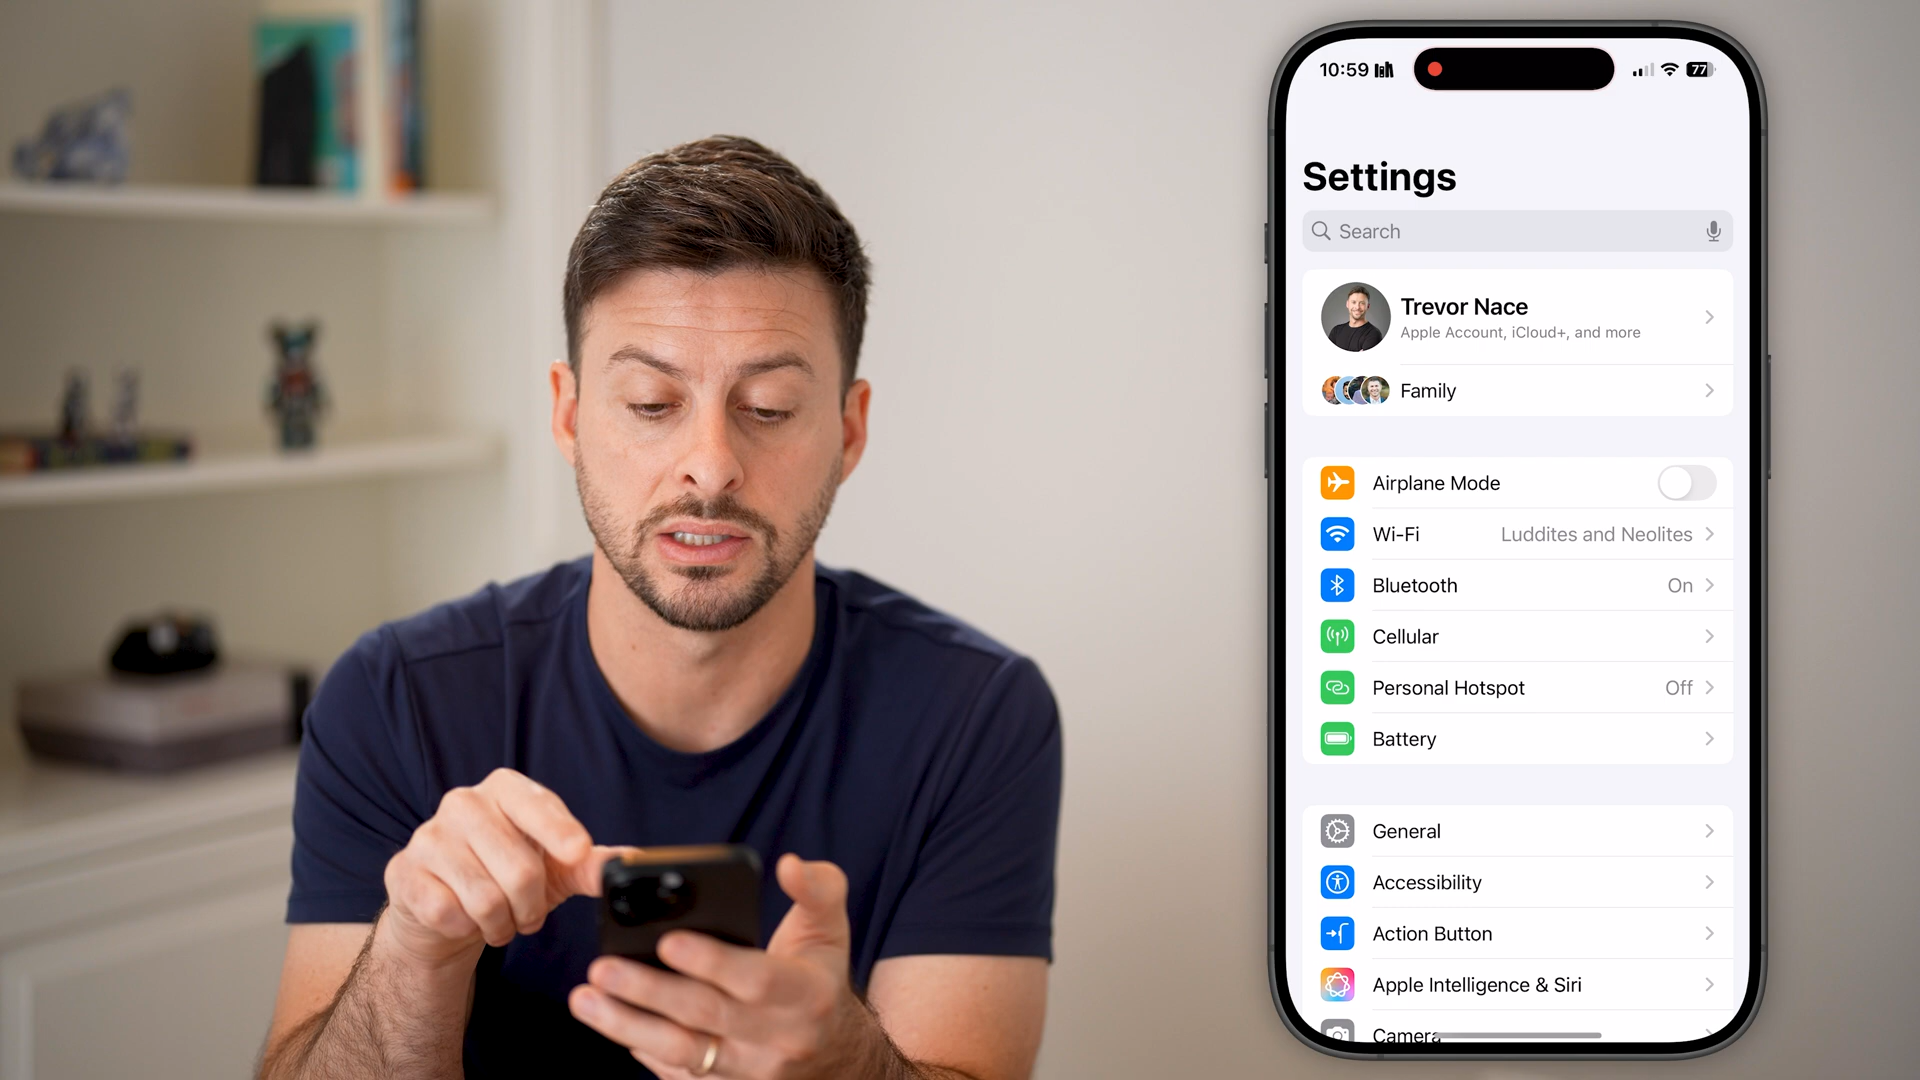 10:59
77
Settings
Search
Trevor Nace
Apple Account, iCloud+, and more
Family
Airplane Mode
Wi-Fi Luddites and Neolites
Bluetooth On
Cellular
Personal Hotspot Off
Battery
General
Accessibility
Action Button
Apple Intelligence & Siri
Camera